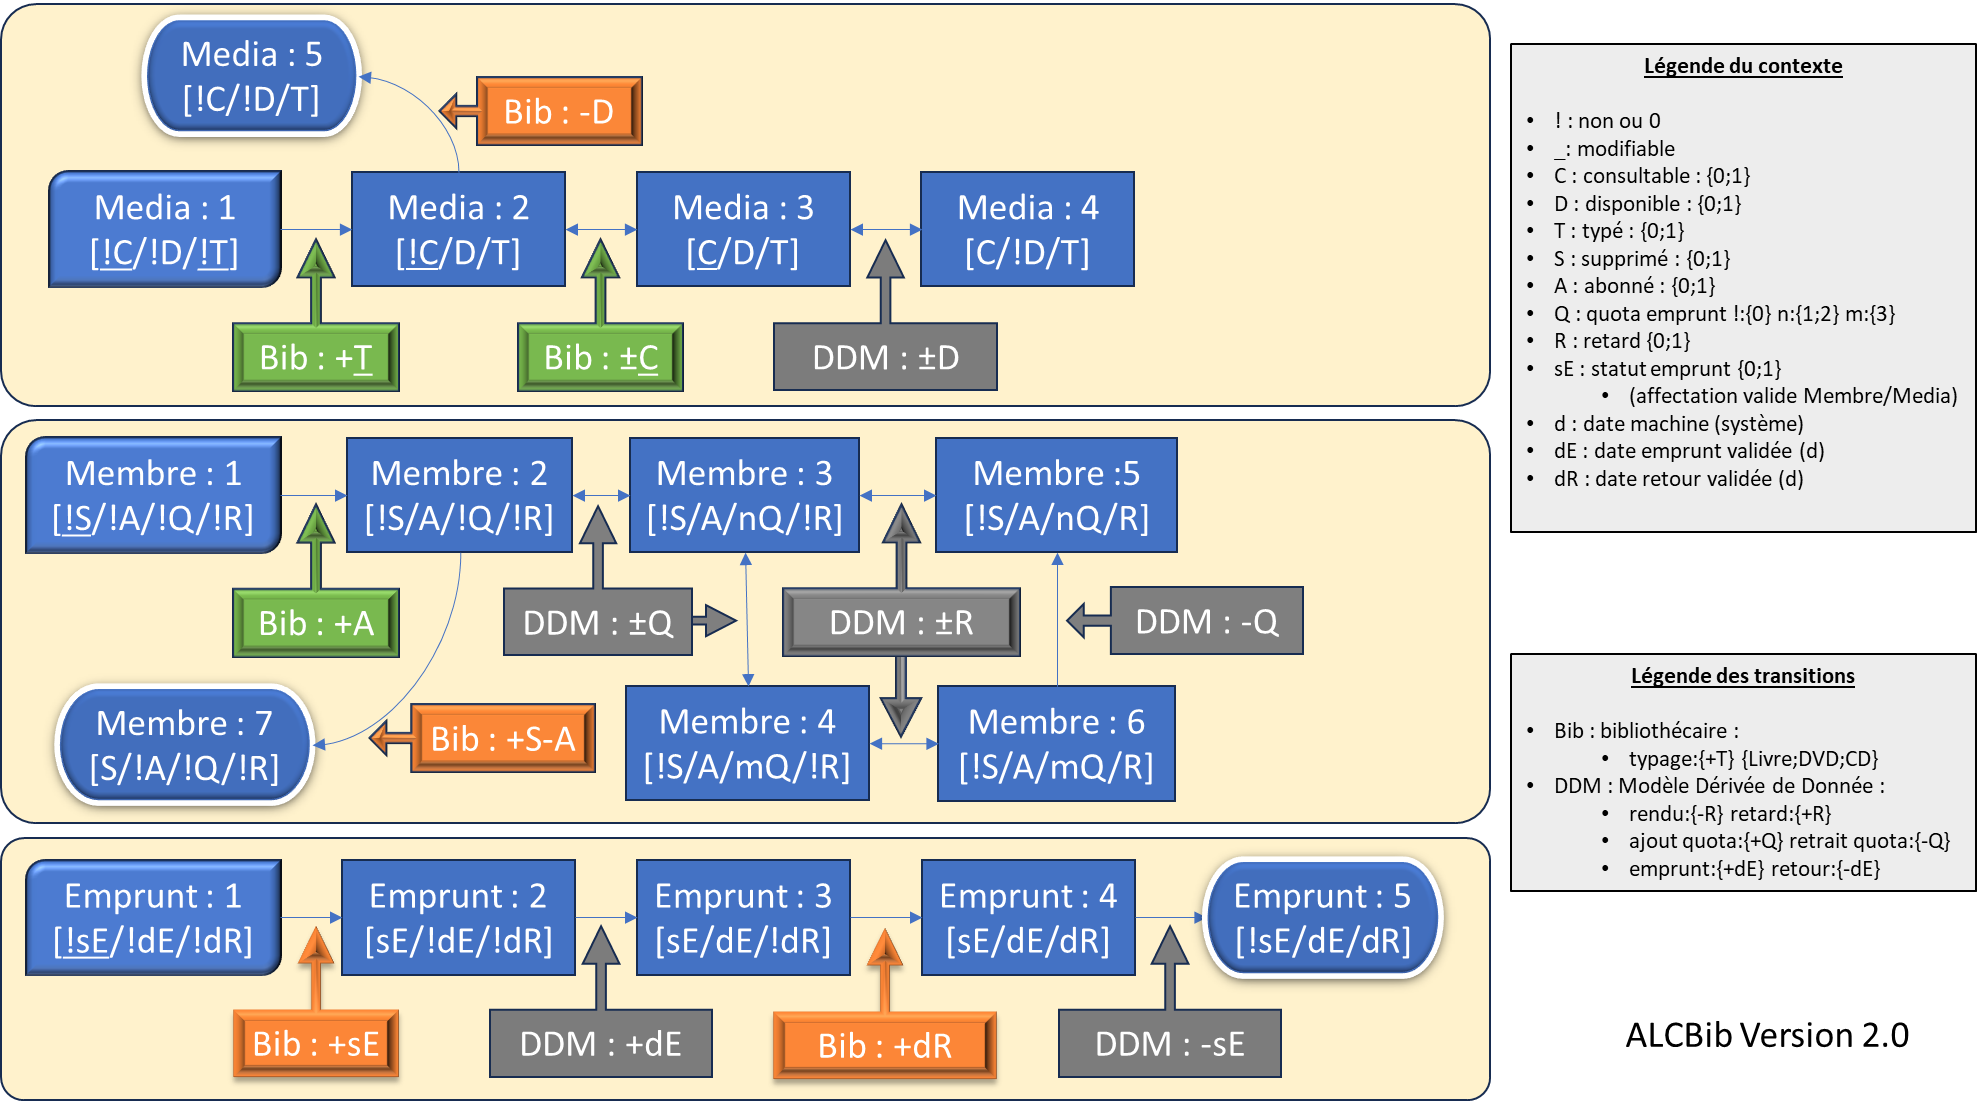 Media : 5
[!C/!D/T]
Bib : -D
Media : 1
[!C/!D/!T]
Media : 2
[!C/D/T]
Media : 3
[C/D/T]
Media : 4
[C/!D/T]
Bib : +T
Bib : ±C
DDM : ±D
Membre : 1
[!S/!A/!Q/!R]
Membre : 2
[!S/A/!Q/!R]
Membre : 3
[!S/A/nQ/!R]
Membre :5
[!S/A/nQ/R]
Bib : +A
DDM : ±Q
DDM : ±R
DDM : -Q
Membre : 7
[S/!A/!Q/!R]
Bib : +S-A
Membre : 4
[!S/A/mQ/!R]
Membre : 6
[!S/A/mQ/R]
Emprunt : 1
[!sE/!dE/!dR]
Emprunt : 2
[sE/!dE/!dR]
Emprunt : 3
[sE/dE/!dR]
Emprunt : 4
[sE/dE/dR]
Emprunt : 5
[!sE/dE/dR]
Bib : +sE
DDM : +dE
Bib : +dR
DDM : -sE
Légende du contexte
• ! : non ou 0
• _: modifiable
• C : consultable : {0;1}
• D : disponible : {0;1}
• T : typé : {0;1}
• S : supprimé : {0;1}
• A : abonné : {0;1}
• Q : quota emprunt !:{0} n:{1;2} m:{3}
• R : retard {0;1}
• sE : statut emprunt {0;1}
• (affectation valide Membre/Media)
• d : date machine (système)
• dE : date emprunt validée (d)
• dR : date retour validée (d)
Légende des transitions
• Bib : bibliothécaire :
• typage:{+T} {Livre;DVD;CD}
• DDM : Modèle Dérivée de Donnée :
• rendu:{-R} retard:{+R}
• ajout quota:{+Q} retrait quota:{-Q}
• emprunt:{+dE} retour:{-dE}
ALCBib Version 2.0